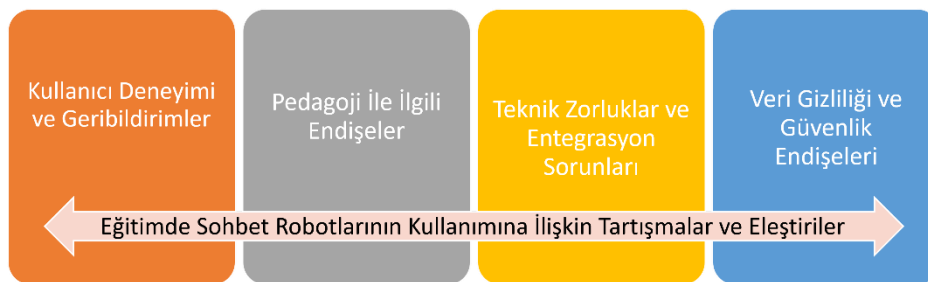 Kullanıcı Deneyimi
ve Geribildirimler
Pedagoji İle İlgili
Endişeler
Teknik Zorluklar ve
Entegrasyon
Sorunları
Veri Gizliliği ve
Güvenlik
Endişeleri
Eğitimde Sohbet Robotlarının Kullanımına İlişkin Tartışmalar ve Eleştiriler